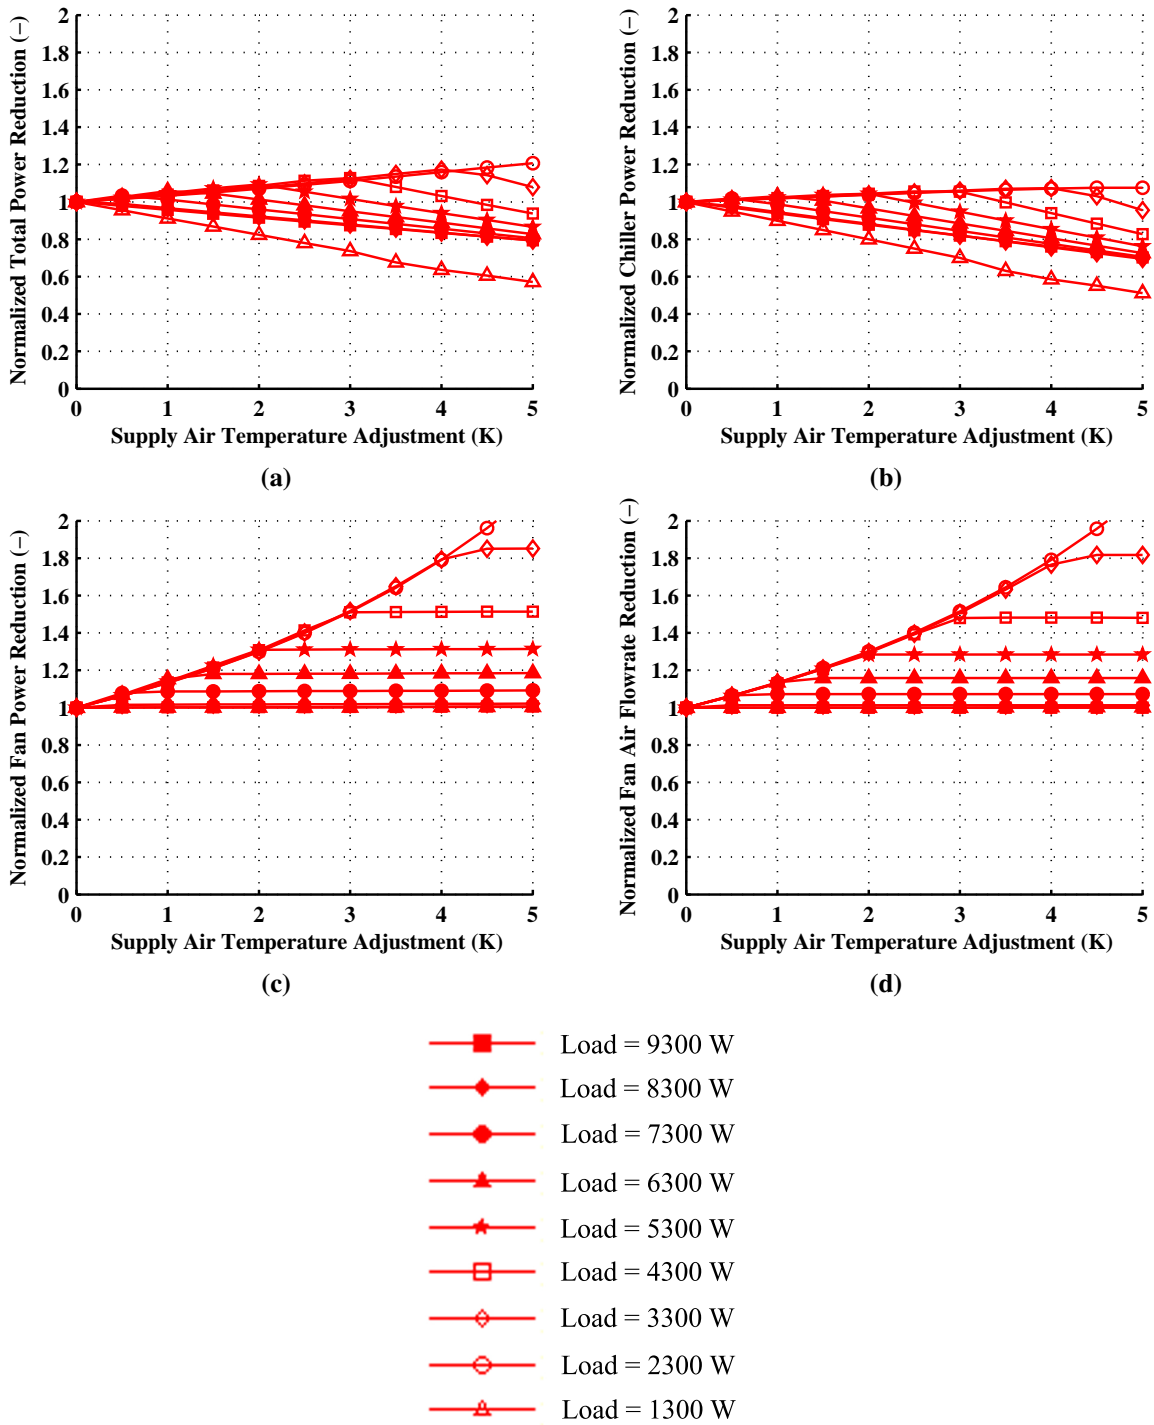 Normalized Total Power Reduction (−)
2
1.8
1.6
1.4
1.2
1
0.8
0.6
0.4
0.2
0
0 1 2 3 4 5
Supply Air Temperature Adjustment (K)
(a)
Normalized Chiller Power Reduction (−)
2
1.8
1.6
1.4
1.2
1
0.8
0.6
0.4
0.2
0
0 1 2 3 4 5
Supply Air Temperature Adjustment (K)
(b)
Normalized Fan Power Reduction (−)
2
1.8
1.6
1.4
1.2
1
0.8
0.6
0.4
0.2
0
0 1 2 3 4 5
Supply Air Temperature Adjustment (K)
(c)
Normalized Fan Air Flowrate Reduction (−)
2
1.8
1.6
1.4
1.2
1
0.8
0.6
0.4
0.2
0
0 1 2 3 4 5
Supply Air Temperature Adjustment (K)
(d)
Load = 9300 W
Load = 8300 W
Load = 7300 W
Load = 6300 W
Load = 5300 W
Load = 4300 W
Load = 3300 W
Load = 2300 W
Load = 1300 W